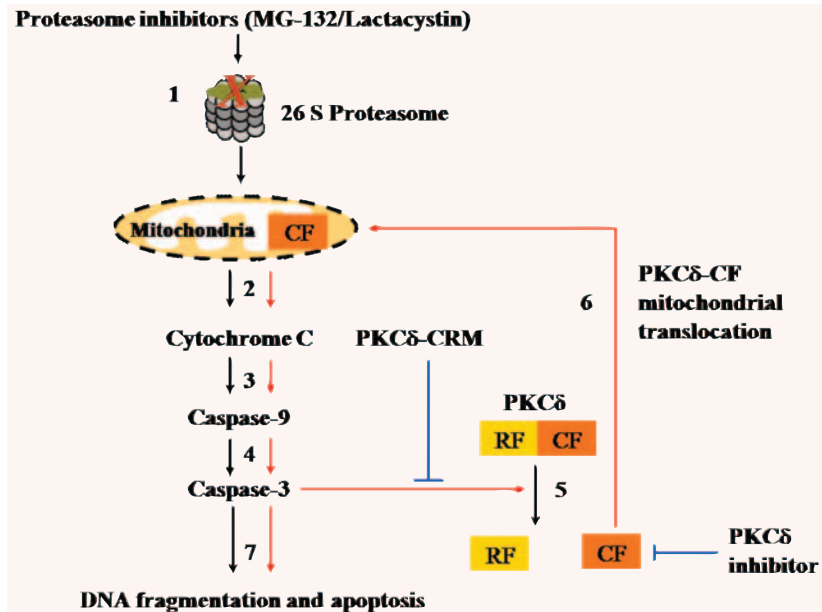 Proteasome inhibitors (MG-132/Lactacystin)
1
26 S Proteasome
Mitochondria
CF
2
Cytochrome C
PKCδ-CRM
3
Caspase-9
4
Caspase-3
PKCδ
RF
CF
5
6
PKCδ-CF
mitochondrial
translocation
7
RF
CF
PKCδ
inhibitor
DNA fragmentation and apoptosis